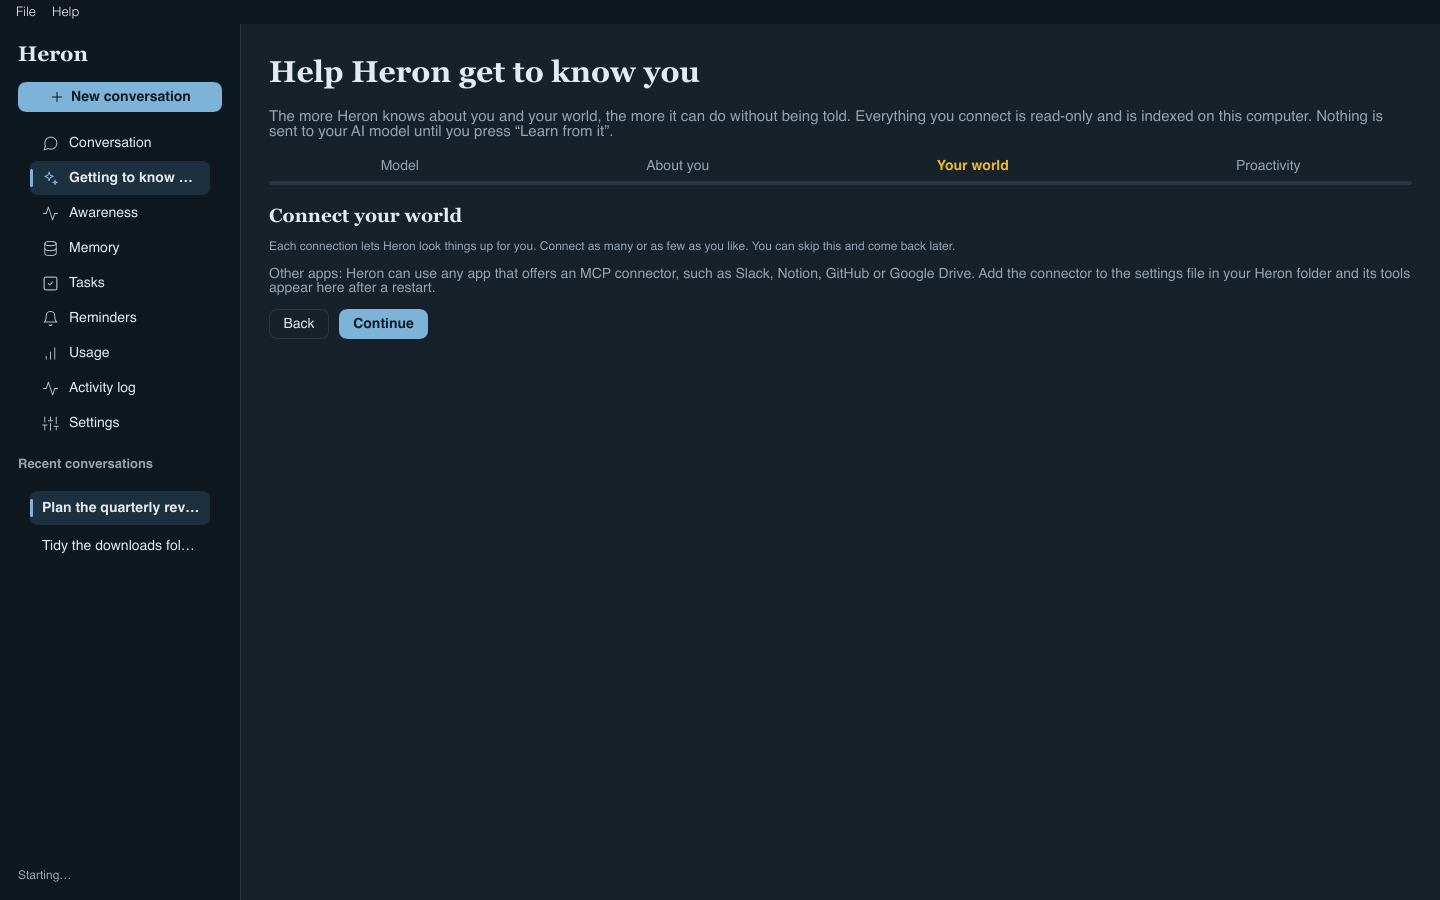 File Help
Heron
New conversation
Conversation
Getting to know …
Awareness
Memory
Tasks
Reminders
Usage
Activity log
Settings
Recent conversations
Plan the quarterly rev…
Tidy the downloads fol…
Starting…
Help Heron get to know you
The more Heron knows about you and your world, the more it can do without being told. Everything you connect is read-only and is indexed on this computer. Nothing is
sent to your AI model until you press “Learn from it”.
Model About you Your world Proactivity
Connect your world
Each connection lets Heron look things up for you. Connect as many or as few as you like. You can skip this and come back later.
Other apps: Heron can use any app that offers an MCP connector, such as Slack, Notion, GitHub or Google Drive. Add the connector to the settings file in your Heron folder and its tools
appear here after a restart.
Back Continue